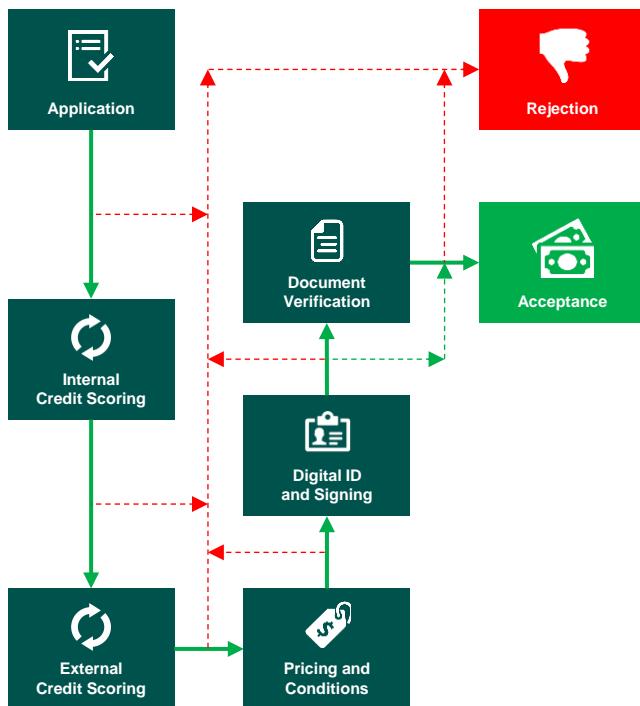 Application
Rejection
Document
Verification
Acceptance
Internal
Credit Scoring
Digital ID
and Signing
External
Credit Scoring
Pricing and
Conditions